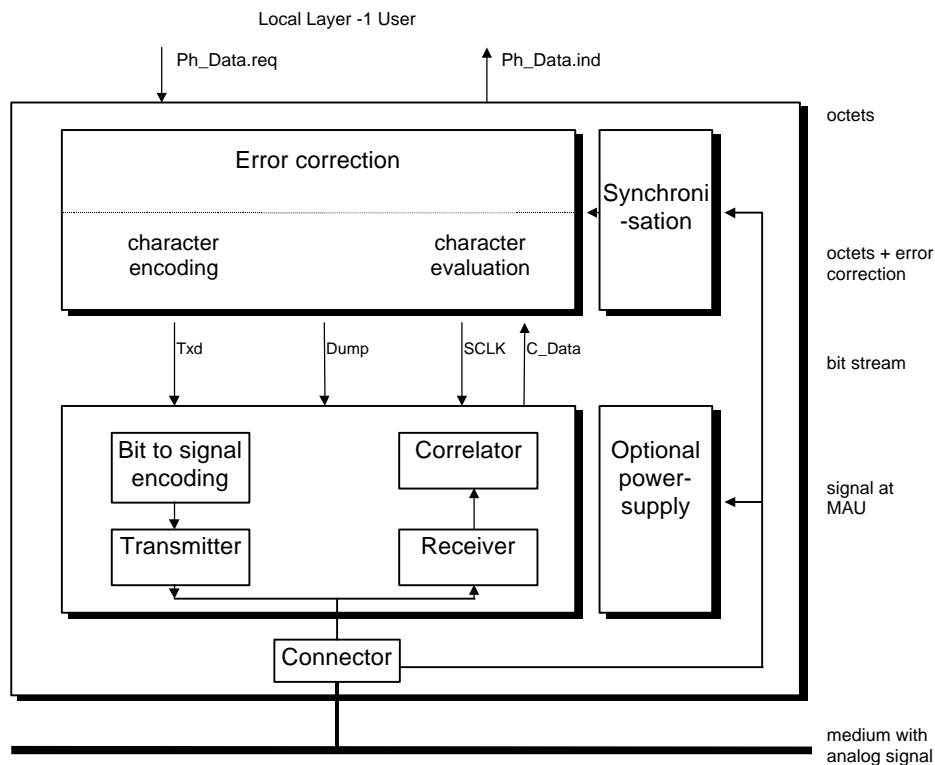 Local Layer -1 User
Ph_Data.req
Ph_Data.ind
octets
Error correction
Synchroni
-sation
character
encoding
character
evaluation
octets + error
correction
Txd
Dump
SCLK
C_Data
bit stream
Bit to signal
encoding
Correlator
Optional
power-
supply
signal at
MAU
Transmitter
Receiver
Connector
medium with
analog signal